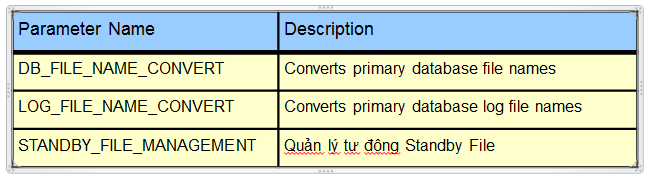 Parameter Name Description
DB_FILE_NAME_CONVERT Converts primary database file names
LOG_FILE_NAME_CONVERT Converts primary database log file names
STANDBY_FILE_MANAGEMENT Quản lý tư đông Standby File